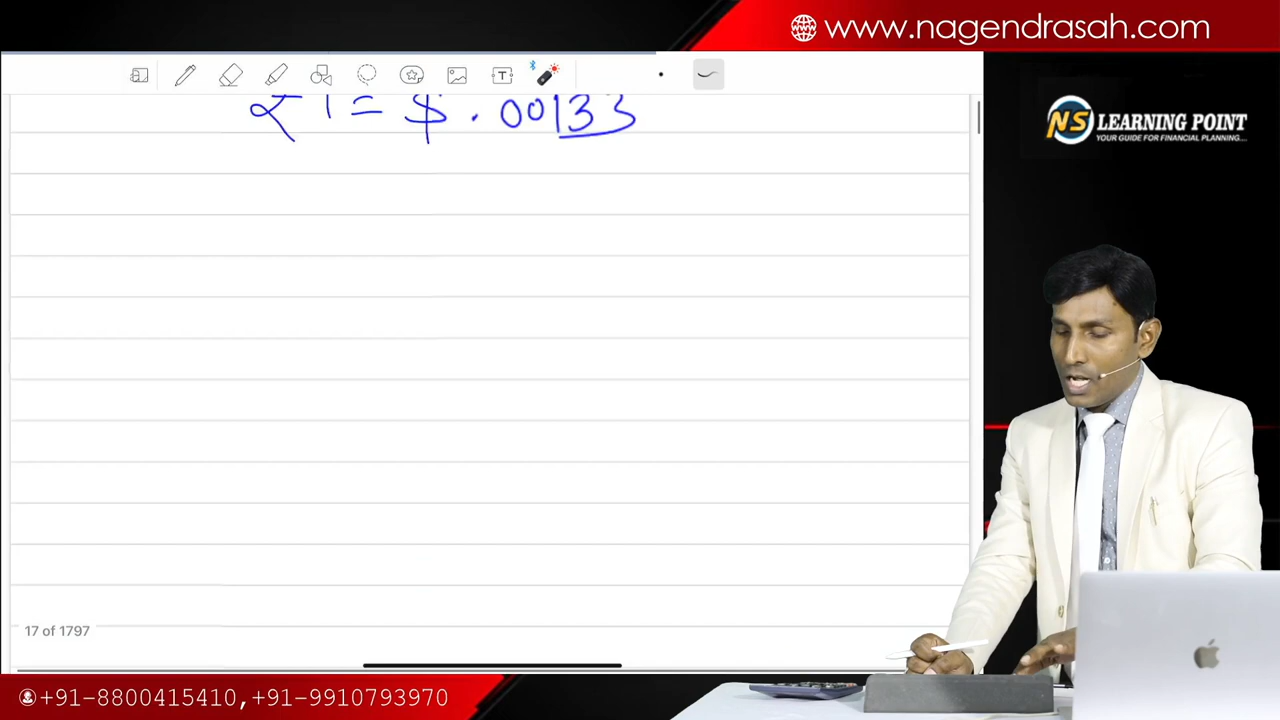 www.nagendrasah.com
₹ 1 = $ .00133
NS LEARNING POINT
YOUR GUIDE FOR FINANCIAL PLANNING....
T
17 of 1797
+91-8800415410,+91-9910793970